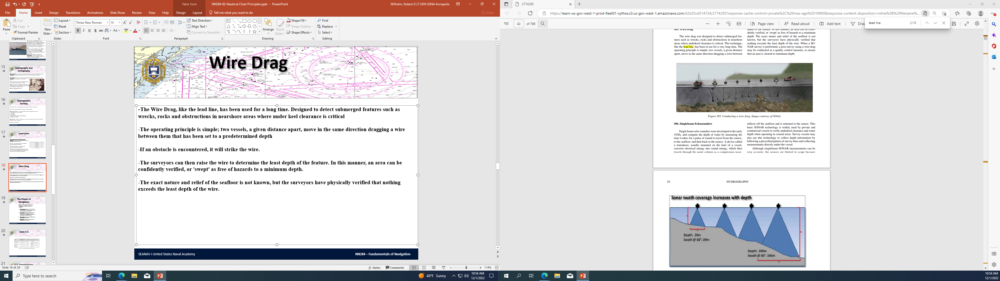 Table Tools
NN284-02-Nautical Chart Principles.pptx - PowerPoint
Wilhelm, Robert G LT USN USNA Annapolis
File Home Insert Design Transitions Animations Slide Show Review View Help Design Layout Tell me what you want to do Share
Paste
Cut
Copy
Format Painter
Clipboard
New Slide
Layout
Reset
Section
Slides
Times New Roman 14
Font
Paragraph
Text Direction
Align Text
Convert to SmartArt
Arrange
Quick Styles
Shape Fill
Shape Outline
Shape Effects
Drawing
Find
Replace
Select
Editing
15
Hydrography and
Cartography
16
Hydrographic
Surveys
17
Lead Lines
18
Wire Drag
19
The Phases of
Navigation
20
Table 3-A
21
Wire Drag
-The Wire Drag, like the lead line, has been used for a long time. Designed to detect submerged features such as
wrecks, rocks and obstructions in nearshore areas where under keel clearance is critical
-The operating principle is simple; two vessels, a given distance apart, move in the same direction dragging a wire
between them that has been set to a predetermined depth
-If an obstacle is encountered, it will strike the wire.
-The surveyors can then raise the wire to determine the least depth of the feature. In this manner, an area can be
confidently verified, or 'swept' as free of hazards to a minimum depth.
-The exact nature and relief of the seafloor is not known, but the surveyors have physically verified that nothing
exceeds the least depth of the wire.
SEANAV I United States Naval Academy
NN284 – Fundamentals of Navigation
Slide 18 of 29
Notes Comments 114%
Type here to search
40°F Sunny
10:54 AM
12/1/2022
2774295
https://learn-us-gov-west-1-prod-fleet01-xythos.s3.us-gov-west-1.amazonaws.com/62b35cd514724/2774295?response-cache-control=private%2C%20max-age%3D10800&response-content-disposition=inline%3B%20filename%...
42 of 789
Page view Read aloud Add text Draw
lead line 2/18
305. Wire Drag
The wire drag was designed to detect submerged fea-
tures such as wrecks, rocks and obstructions in nearshore
areas where underkeel clearance is critical. This technique,
like the lead line, has been in use for a very long time. The
operating principle is simple; two vessels, a given distance
apart, move in the same direction dragging a wire between
depth of the feature. In this manner, an area can be confi-
dently verified, or 'swept' as free of hazards to a minimum
depth. The exact nature and relief of the seafloor is not
known, but the surveyors have physically verified that
nothing exceeds the least depth of the wire. When a SO-
NAR survey is performed, a post-survey using a wire drag
may be conducted as a quality control measure, to ensure
that an area is cleared to minimum depth.
Figure 305. Conducting a wire drag. Image courtesy of NOAA.
306. Singlebeam Echosounders
Single beam echo sounders were developed in the early
1920s, and compute the depth of water by measuring the
time it takes for a pulse of sound to travel from the source,
to the seafloor, and then back to the source. A device called
a transducer, usually mounted on the keel of a vessel,
converts electrical energy into sound energy, which then
travels through the water column as a compression wave,
reflects off the seafloor and is returned to the sensor. This
basic SONAR technology is widely used by private and
commercial vessels to verify underkeel clearance and water
depth when operating in coastal areas. Survey vessels may
also use this technology to collect depth information by
following a prescribed pattern of survey lines and collecting
measurements directly under the vessel.
Although singlebeam SONAR measurements can be
very accurate, the sensors are limited in scope because
29
HYDROGRAPHY
Sonar swath coverage increases with depth
Depth: 20m
Swath @ 60°: 34m
Depth: 200m
Swath @ 60°: 346m
10:54 AM
12/1/2022